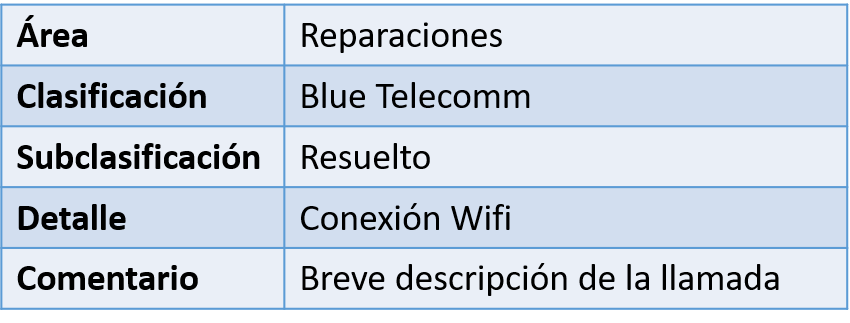 Área Reparaciones
Clasificación Blue Telecomm
Subclasificación Resuelto
Detalle Conexión Wifi
Comentario Breve descripción de la llamada